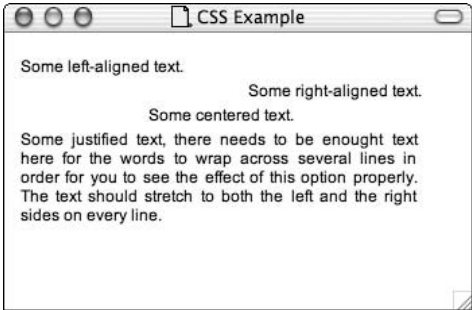 CSS Example
Some left-aligned text.
Some right-aligned text.
Some centered text.
Some justified text, there needs to be enought text
here for the words to wrap across several lines in
order for you to see the effect of this option properly.
The text should stretch to both the left and the right
sides on every line.